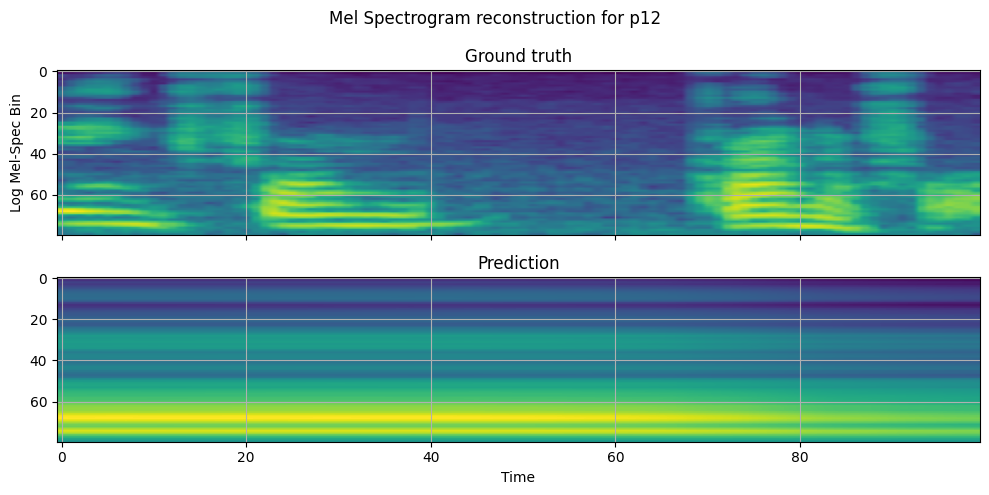 Mel Spectrogram reconstruction for p12
Ground truth
Log Mel-Spec Bin
0
20
40
60
Prediction
0
20
40
60
0 20 40 60 80
Time